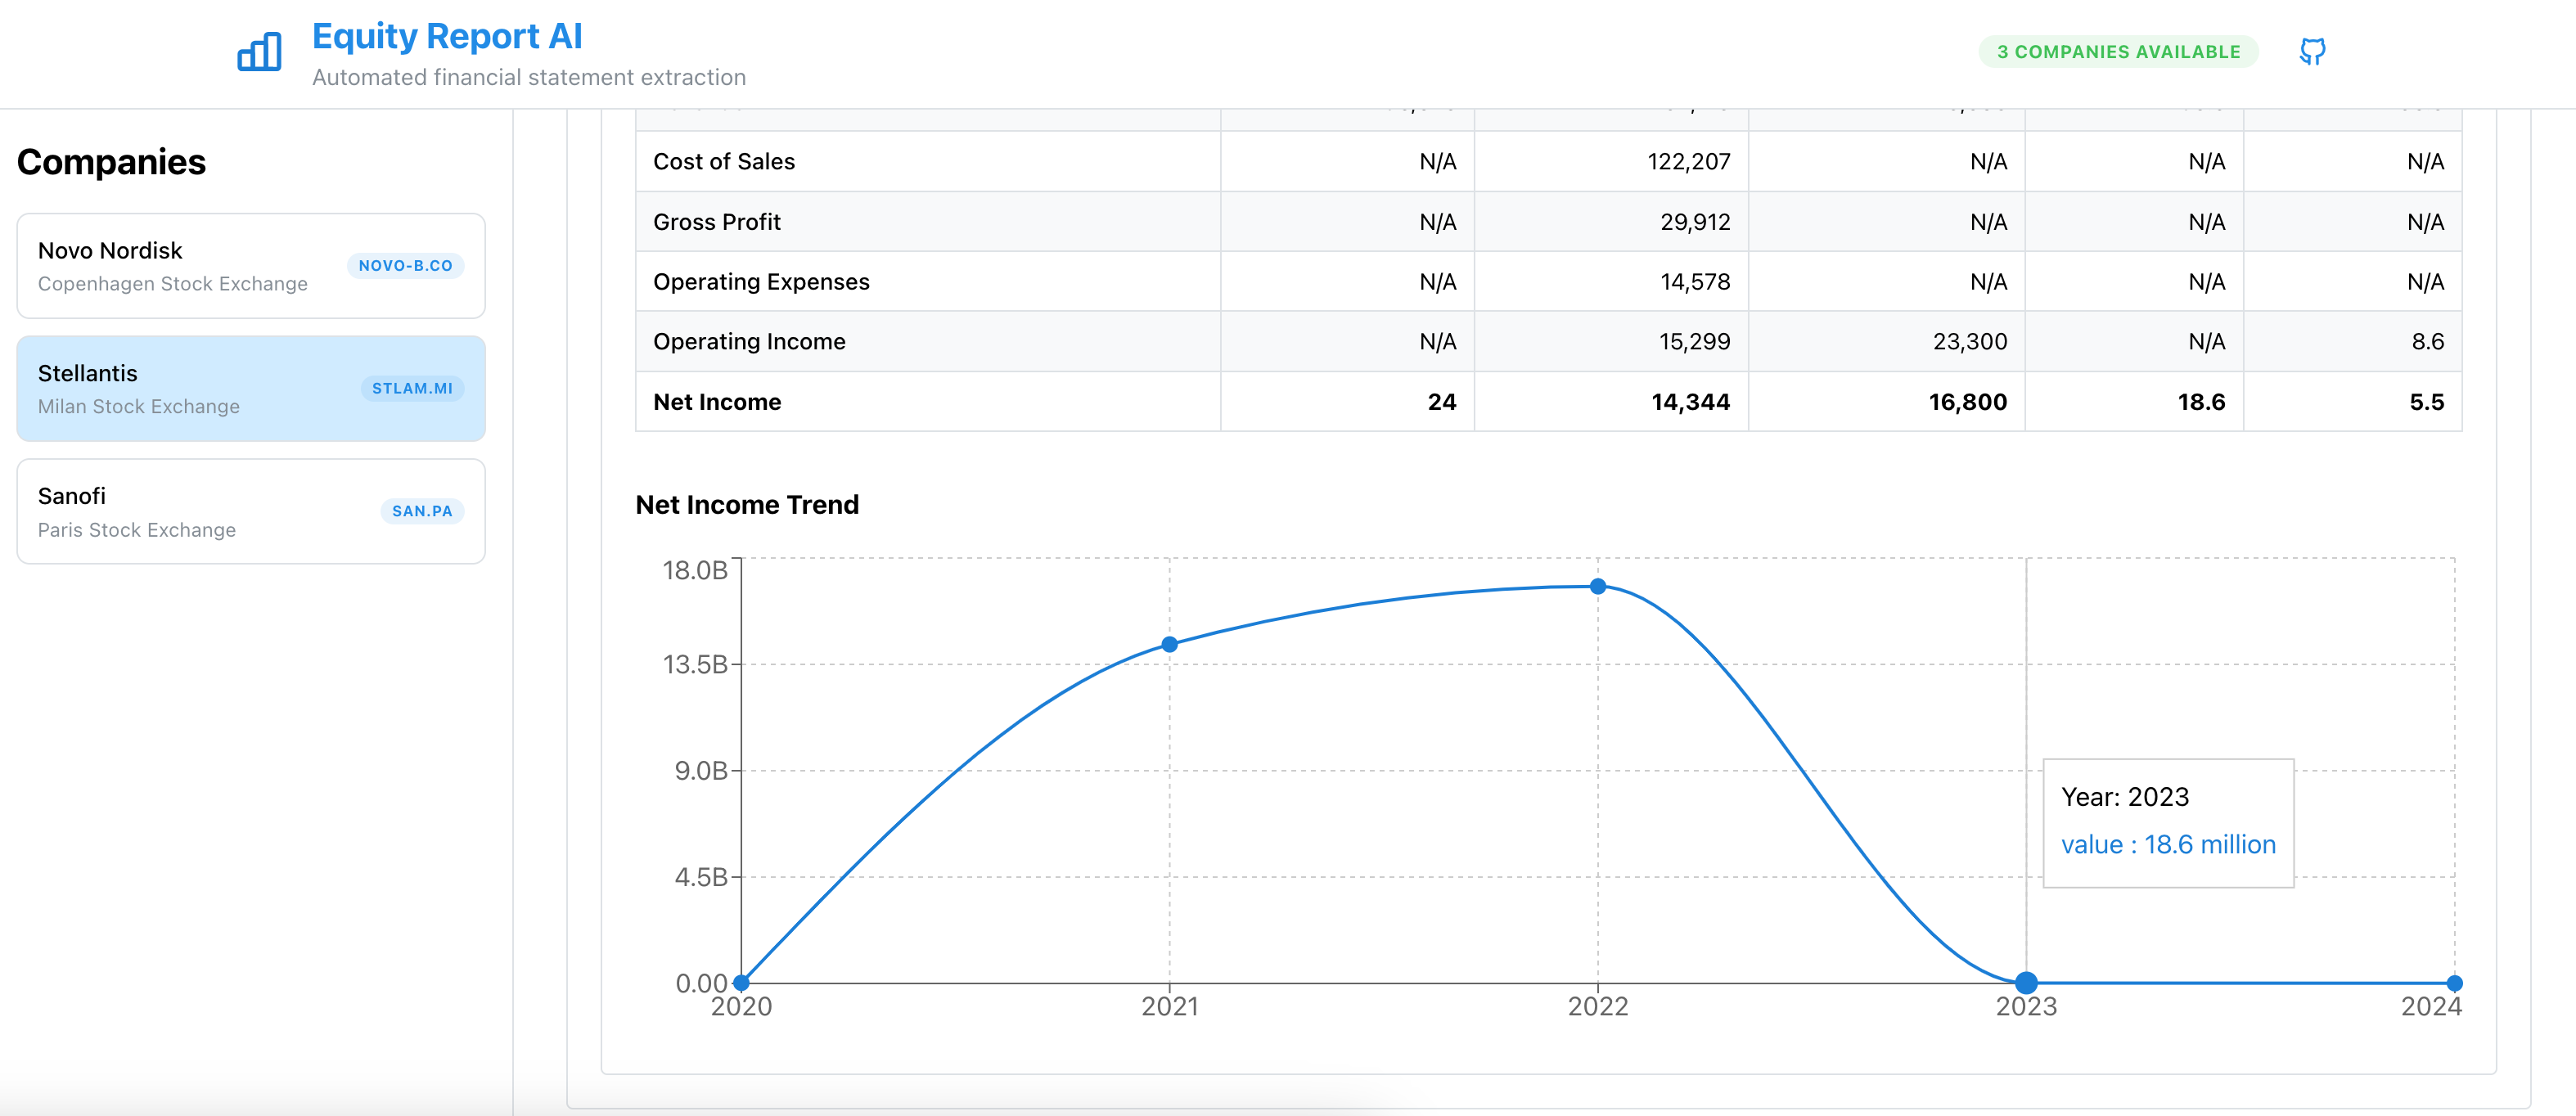 Equity Report AI
Automated financial statement extraction
3 COMPANIES AVAILABLE
Companies
Novo Nordisk
Copenhagen Stock Exchange
NOVO-B.CO
Stellantis
Milan Stock Exchange
STLAM.MI
Sanofi
Paris Stock Exchange
SAN.PA
Cost of Sales N/A 122,207 N/A N/A N/A
Gross Profit N/A 29,912 N/A N/A N/A
Operating Expenses N/A 14,578 N/A N/A N/A
Operating Income N/A 15,299 23,300 N/A 8.6
Net Income 24 14,344 16,800 18.6 5.5
Net Income Trend
18.0B
13.5B
9.0B
4.5B
0.00
Year: 2023
value : 18.6 million
2020 2021 2022 2023 2024